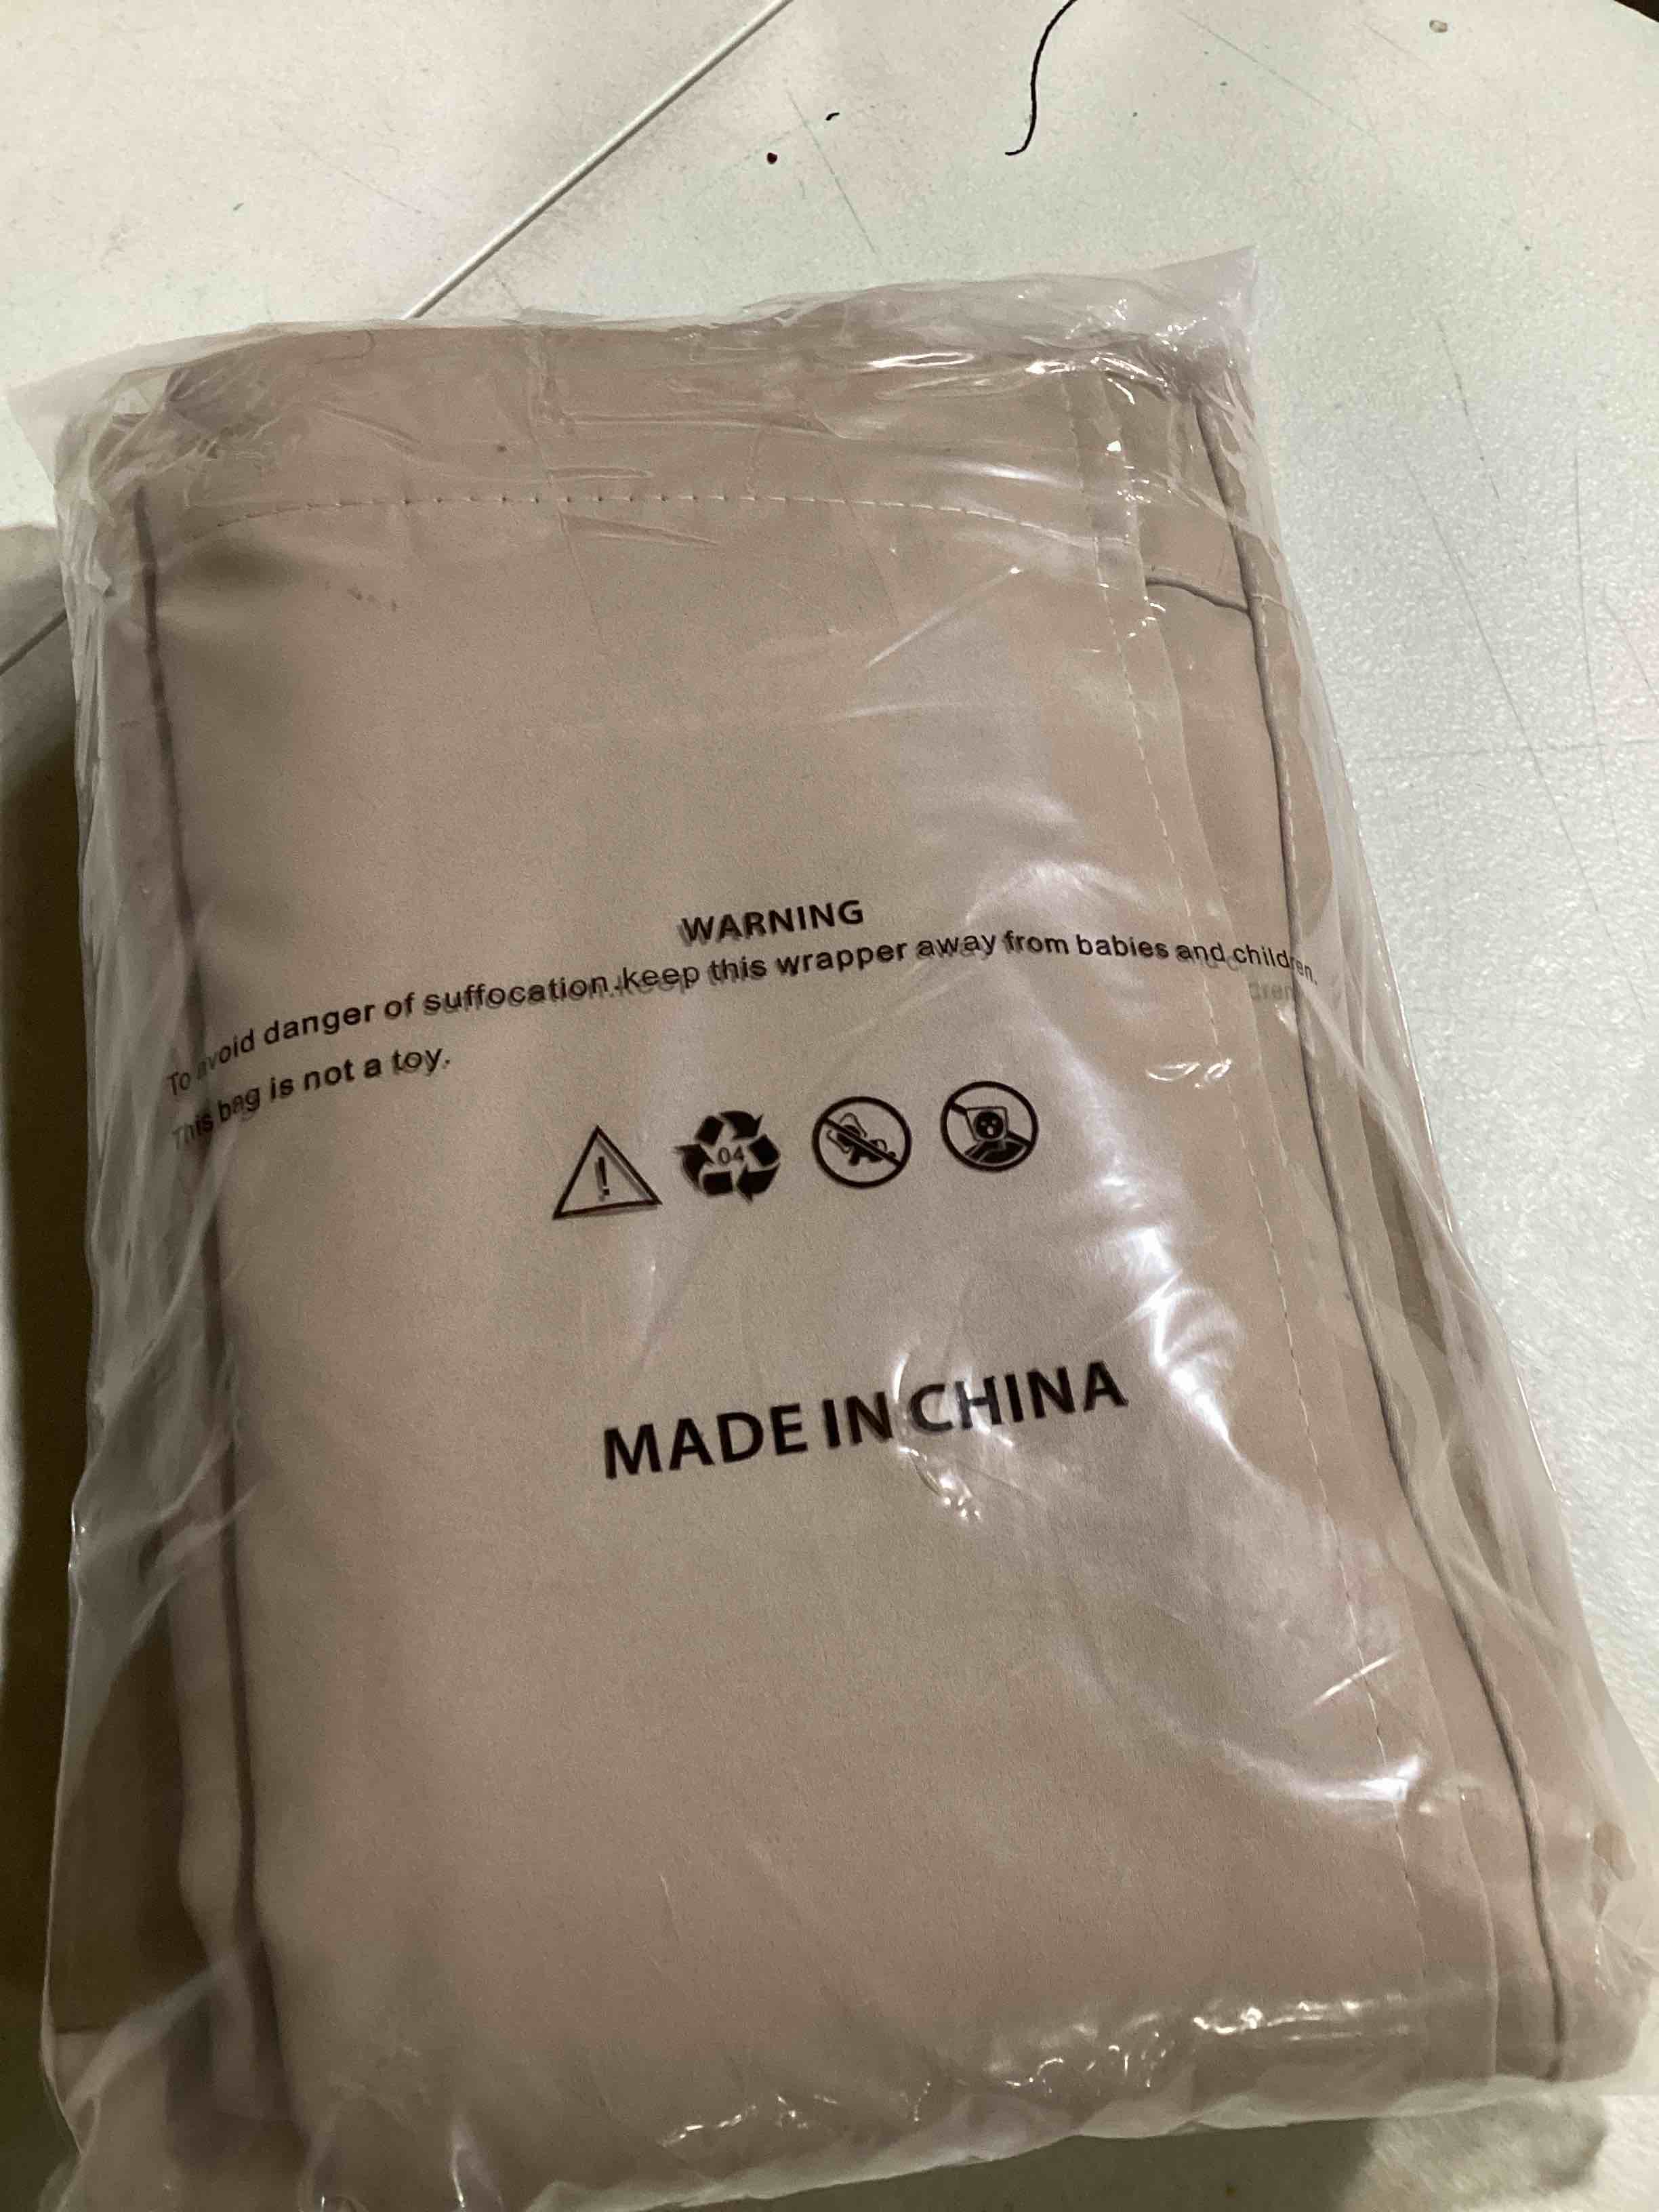 WARNING
To avoid danger of suffocation.keep this wrapper away from babies and children.
This bag is not a toy.
04
MADE IN CHINA